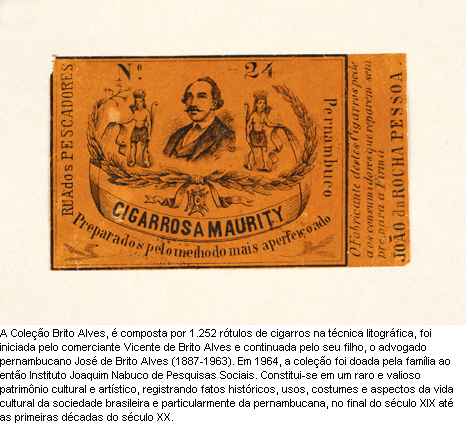 Nº 24
RUA dos PESCADORES
Pernambuco
CIGARROS A MAURITY
Preparados pelo methodo mais aperfeiçoado
O Fabricante destes Cigarros pede
aos consumidores que reparem sem
pre para a Firma
JOÃO da ROCHA PESSOA
A Coleção Brito Alves, é composta por 1.252 rótulos de cigarros na técnica litográfica, foi
iniciada pelo comerciante Vicente de Brito Alves e continuada pelo seu filho, o advogado
pernambucano José de Brito Alves (1887-1963). Em 1964, a coleção foi doada pela família ao
então Instituto Joaquim Nabuco de Pesquisas Sociais. Constitui-se em um raro e valioso
patrimônio cultural e artístico, registrando fatos históricos, usos, costumes e aspectos da vida
cultural da sociedade brasileira e particularmente da pernambucana, no final do século XIX até
as primeiras décadas do século XX.